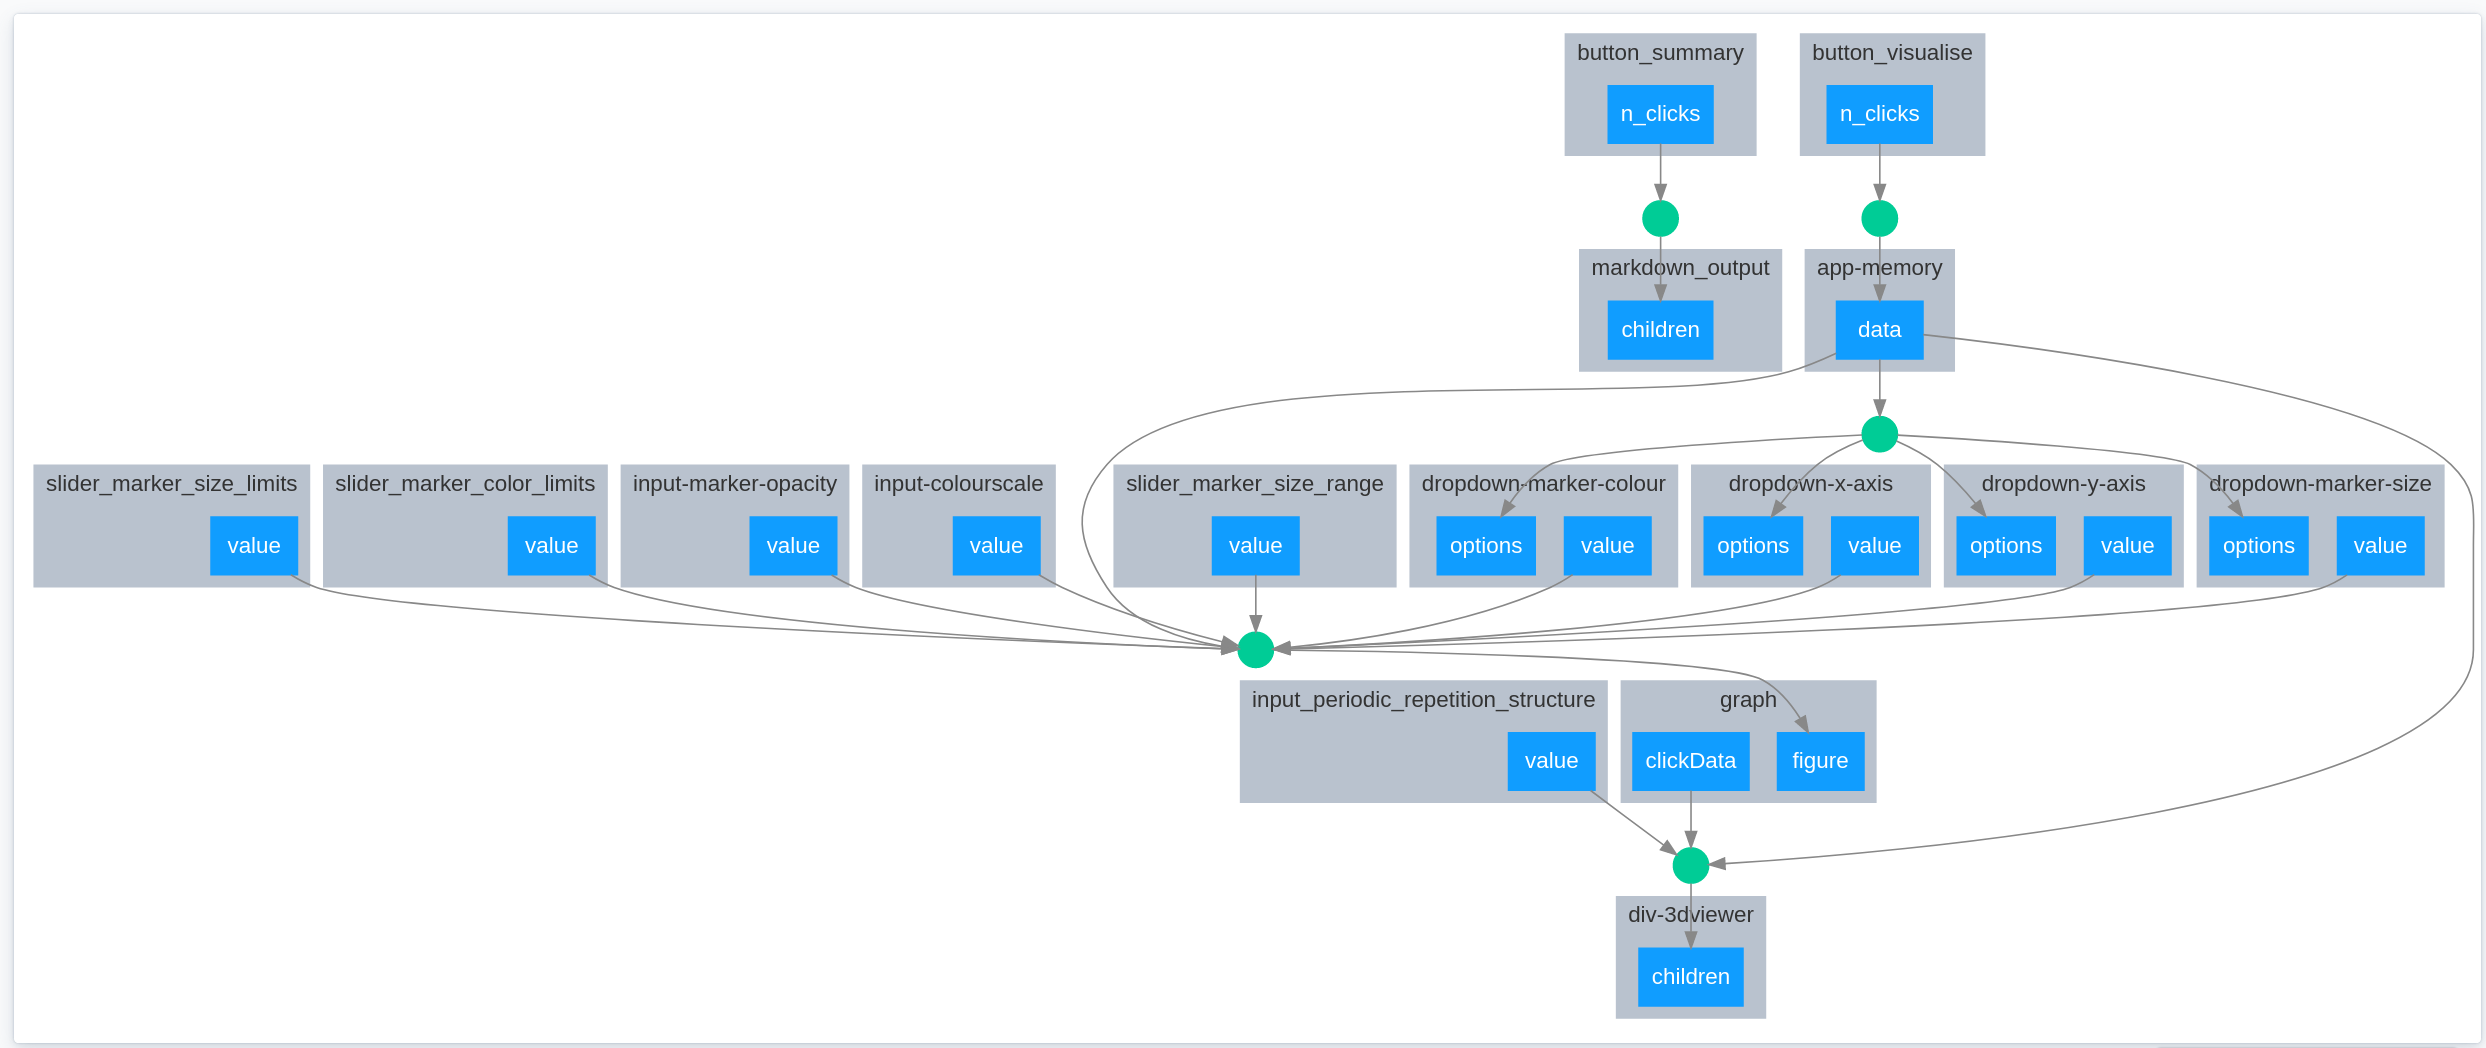 button_summary
button_visualise
n_clicks
n_clicks
markdown_output
app-memory
children
data
slider_marker_size_limits
slider_marker_color_limits
input-marker-opacity
input-colourscale
slider_marker_size_range
dropdown-marker-colour
dropdown-x-axis
dropdown-y-axis
dropdown-marker-size
value
value
value
value
value
options
value
options
value
options
value
options
value
input_periodic_repetition_structure
graph
value
clickData
figure
div-3dviewer
children